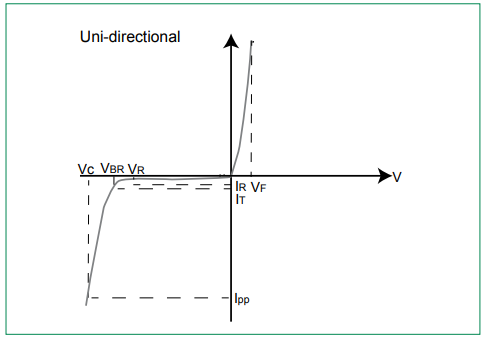 Uni-directional
Vc VBR VR
V
IR VF
IT
Ipp